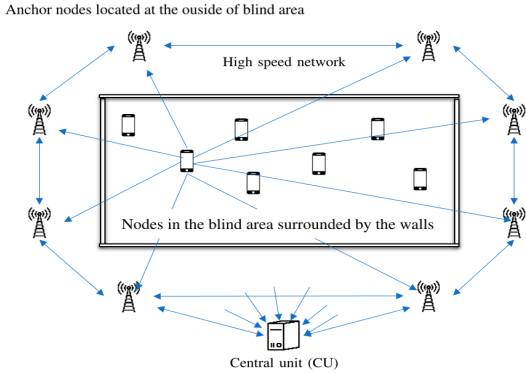 Anchor nodes located at the ouside of blind area
High speed network
Nodes in the blind area surrounded by the walls
Central unit (CU)